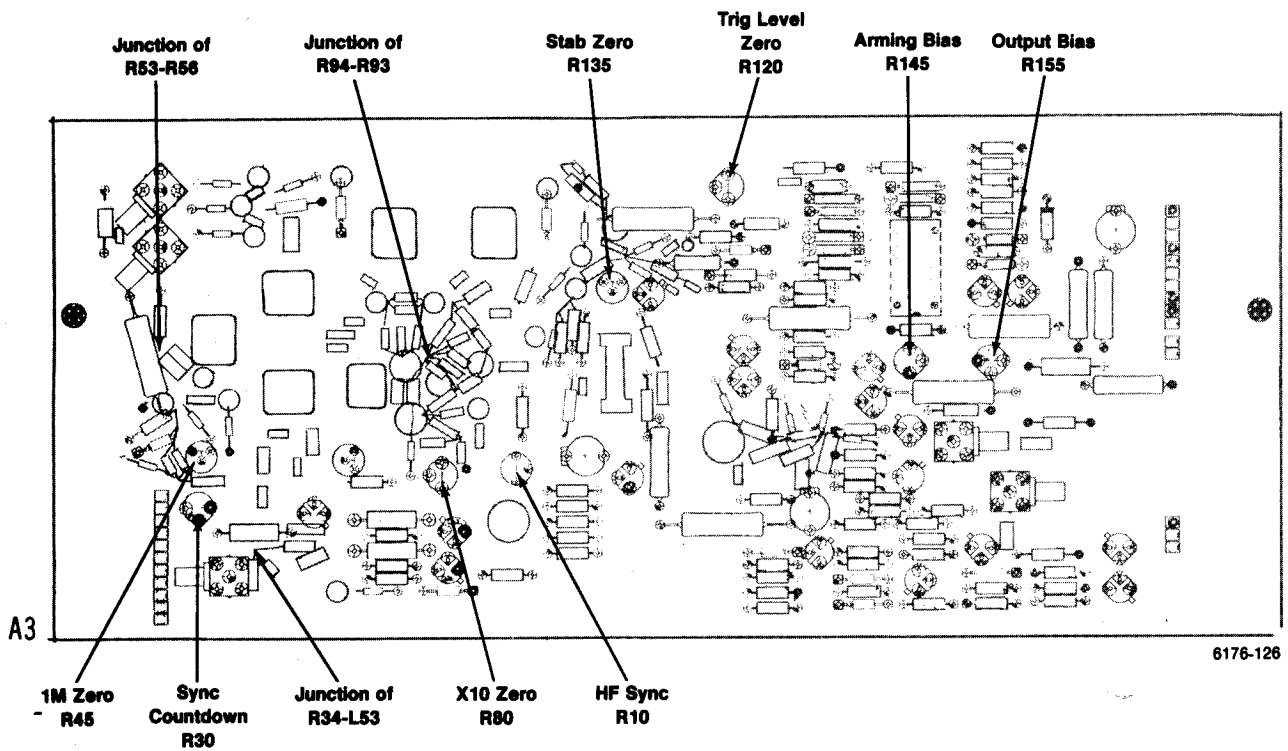 Junction of
R53-R56
Junction of
R94-R93
Stab Zero
R135
Trig Level
Zero
R120
Arming Bias
R145
Output Bias
R155
A3
6176-126
1M Zero
R45
Sync
Countdown
R30
Junction of
R34-L53
X10 Zero
R80
HF Sync
R10